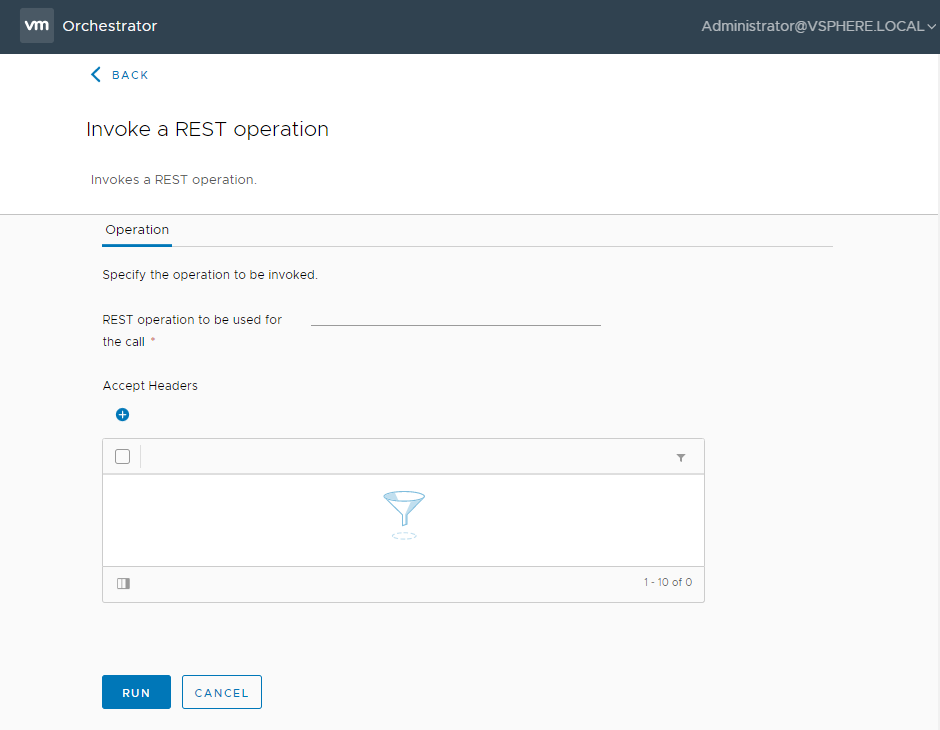 vm Orchestrator Administrator@VSPHERE.LOCAL
BACK
Invoke a REST operation
Invokes a REST operation.
Operation
Specify the operation to be invoked.
REST operation to be used for
the call *
Accept Headers
1 - 10 of 0
RUN CANCEL